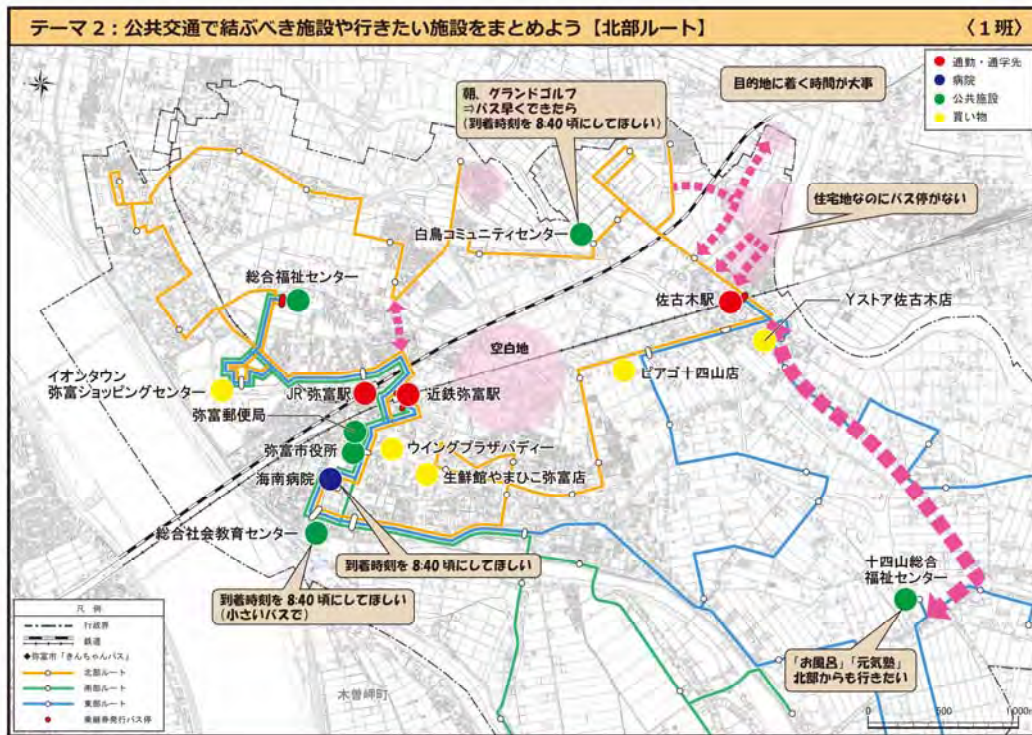 テーマ2：公共交通で結ぶべき施設や行きたい施設をまとめよう【北部ルート】
〈1班〉
通勤・通学先
病院
公共施設
買い物
目的地に着く時間が大事
朝、グランドゴルフ
⇒バス早くできたら
(到着時刻を8:40頃にしてほしい)
住宅地なのにバス停がない
白鳥コミュニティセンター
総合福祉センター
佐古木駅
Yストア佐古木店
空白地
ピアゴ十四山店
イオンタウン
弥富ショッピングセンター
JR弥富駅
近鉄弥富駅
弥富郵便局
弥富市役所
ウイングプラザパディー
海南病院
生鮮館やまひこ弥富店
総合社会教育センター
到着時刻を8:40頃にしてほしい
到着時刻を8:40頃にしてほしい
(小さいバスで)
十四山総合
福祉センター
「お風呂」「元気塾」
北部からも行きたい
木曽岬町
凡例
行政界
鉄道
◆弥富市「きんちゃんバス」
北部ルート
南部ルート
東部ルート
乗継券発行バス停
0
500
1000m